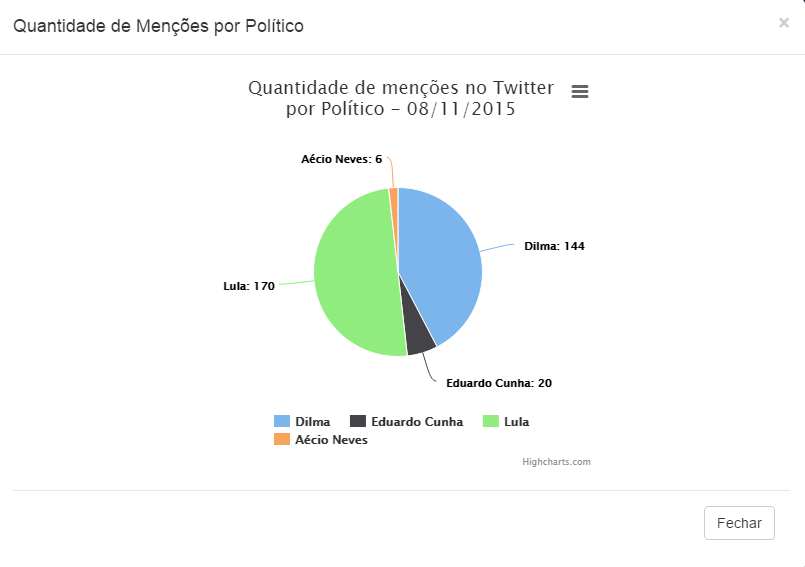 Quantidade de Menções por Político
×
Quantidade de menções no Twitter
por Político - 08/11/2015
Aécio Neves: 6
Dilma: 144
Lula: 170
Eduardo Cunha: 20
Dilma Eduardo Cunha Lula
Aécio Neves
Highcharts.com
Fechar